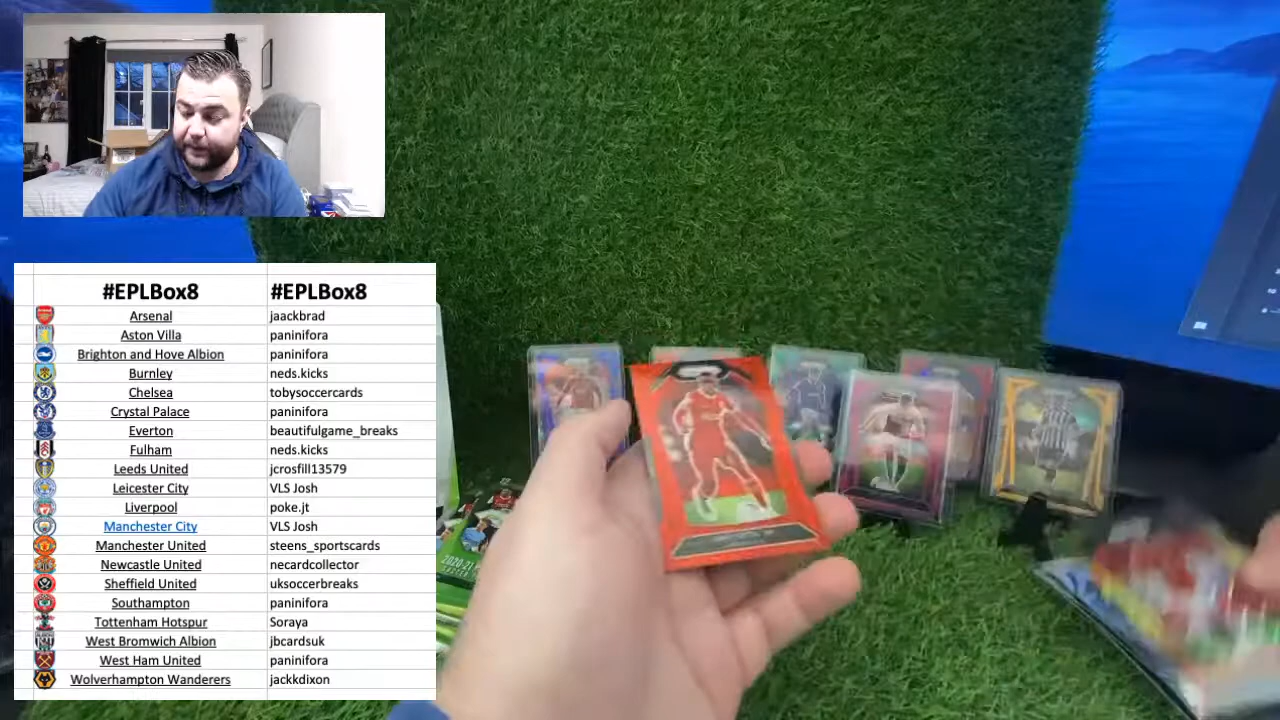 #EPLBox8 #EPLBox8
Arsenal jaackbrad
Aston Villa paninifora
Brighton and Hove Albion paninifora
Burnley neds.kicks
Chelsea tobysoccercards
Crystal Palace paninifora
Everton beautifulgame_breaks
Fulham neds.kicks
Leeds United jcrosfill13579
Leicester City VLS Josh
Liverpool poke.jt
Manchester City VLS Josh
Manchester United steens_sportscards
Newcastle United necardcollector
Sheffield United uksoccerbreaks
Southampton paninifora
Tottenham Hotspur Soraya
West Bromwich Albion jbcardsuk
West Ham United paninifora
Wolverhampton Wanderers jackkdixon
2020-21